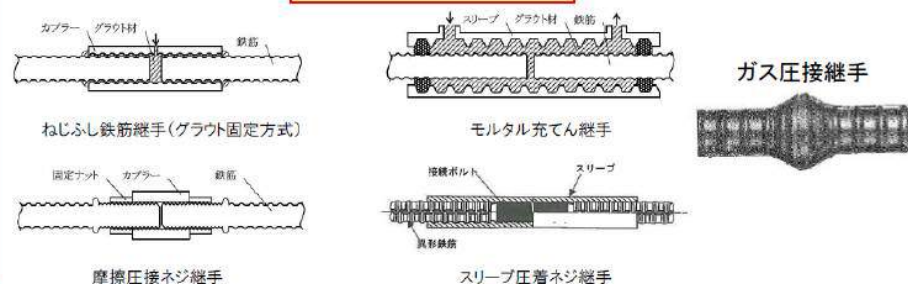 カプラー グラウト材 鉄筋
ねじふし鉄筋継手(グラウト固定方式)
スリーブ グラウト材 鉄筋
モルタル充てん継手
ガス圧接継手
固定ナット カプラー 鉄筋
摩擦圧接ネジ継手
接続ボルト スリーブ
異形鉄筋
スリーブ圧着ネジ継手